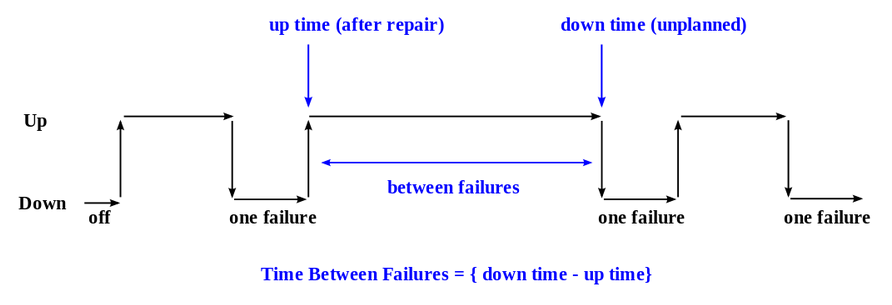 up time (after repair)
down time (unplanned)
Up
between failures
Down
off
one failure
one failure
one failure
Time Between Failures = { down time - up time}